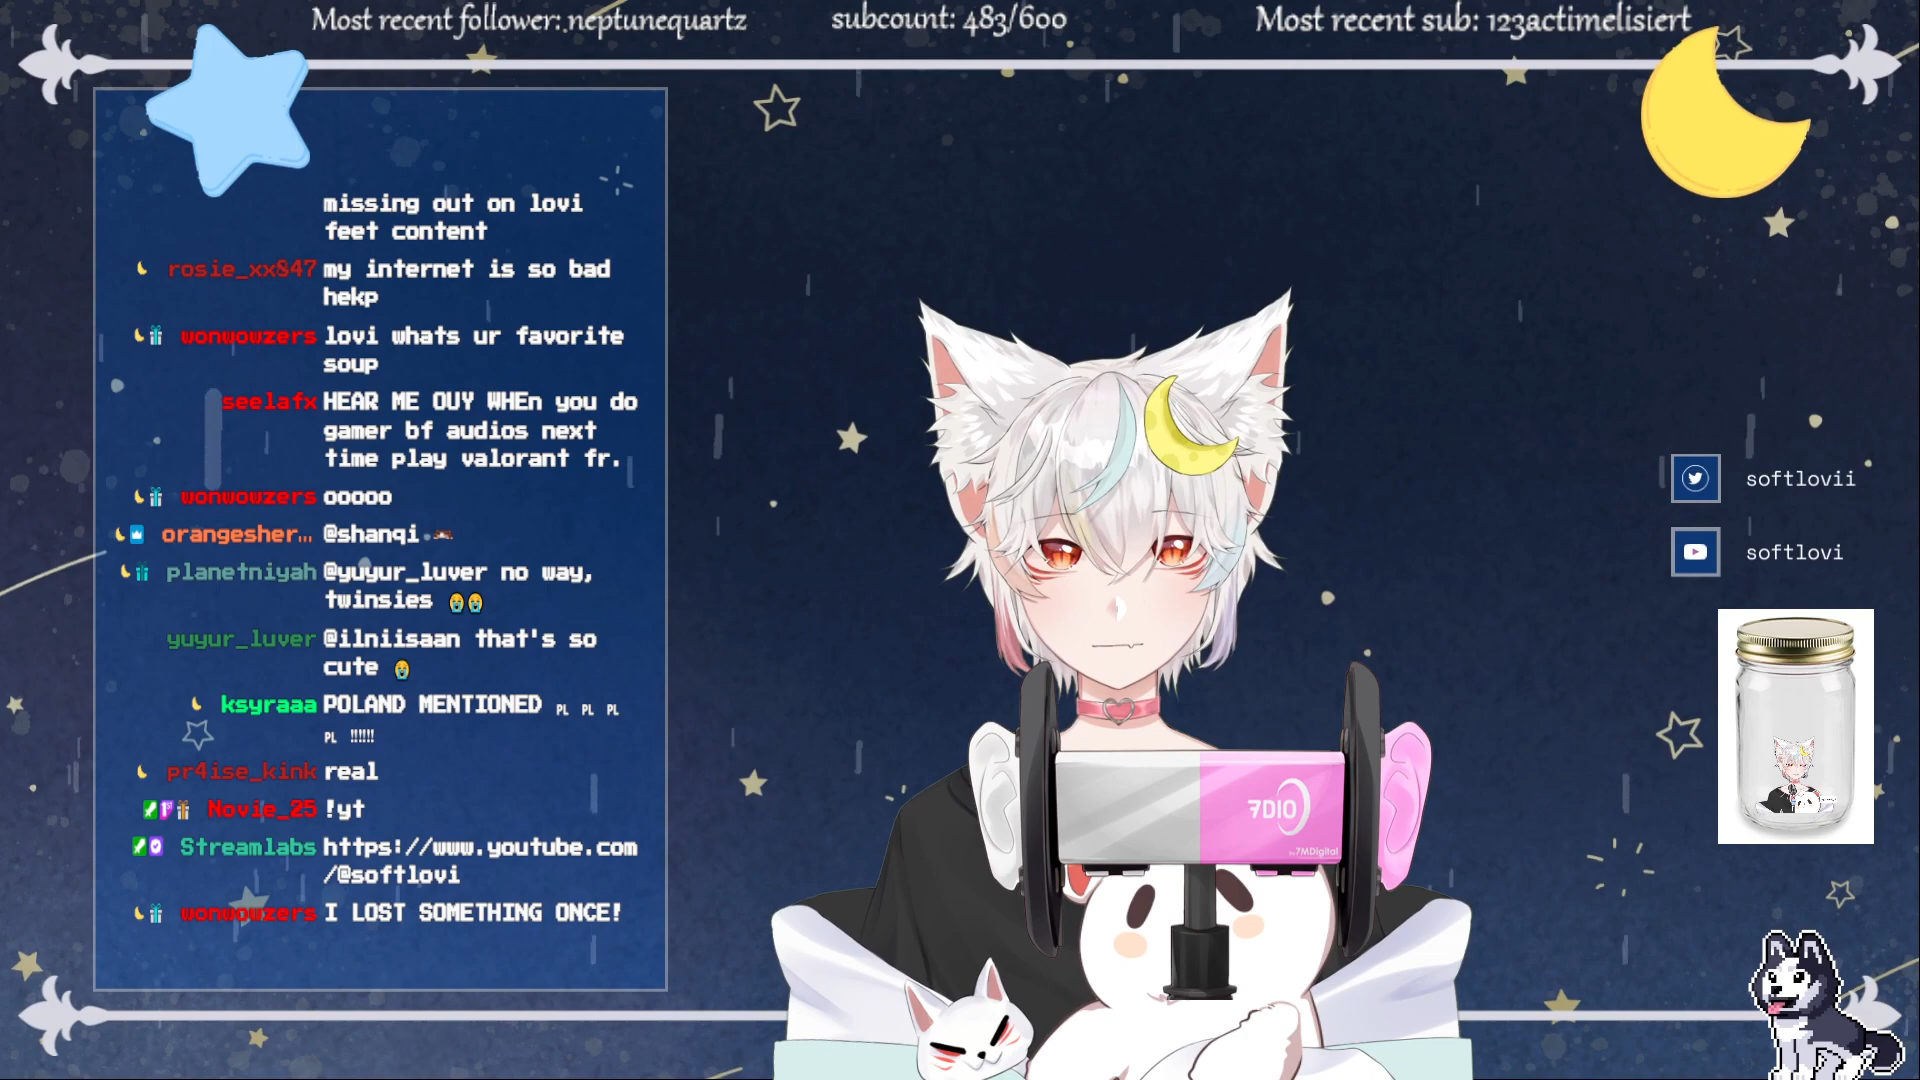 Most recent follower: neptunequartz
subcount: 483/600
Most recent sub: 123actimelisiert
missing out on lovi
feet content
rosie_xx847 my internet is so bad
hekp
wonwowzers lovi whats ur favorite
soup
seelafx HEAR ME OUY WHEn you do
gamer bf audios next
time play valorant fr.
wonwowzers ooooo
orangesher... @shanqi
planetniyah @yuyur_luver no way,
twinsies 😭😭
yuyur_luver @ilniisaan that's so
cute 😭
ksyraaa POLAND MENTIONED PL PL PL
PL !!!!!!
pr4ise_kink real
Novie_25 !yt
Streamlabs https://www.youtube.com
/@softlovi
wonwowzers I LOST SOMETHING ONCE!
softlovii
softlovi
7DIO
by 7MDigital